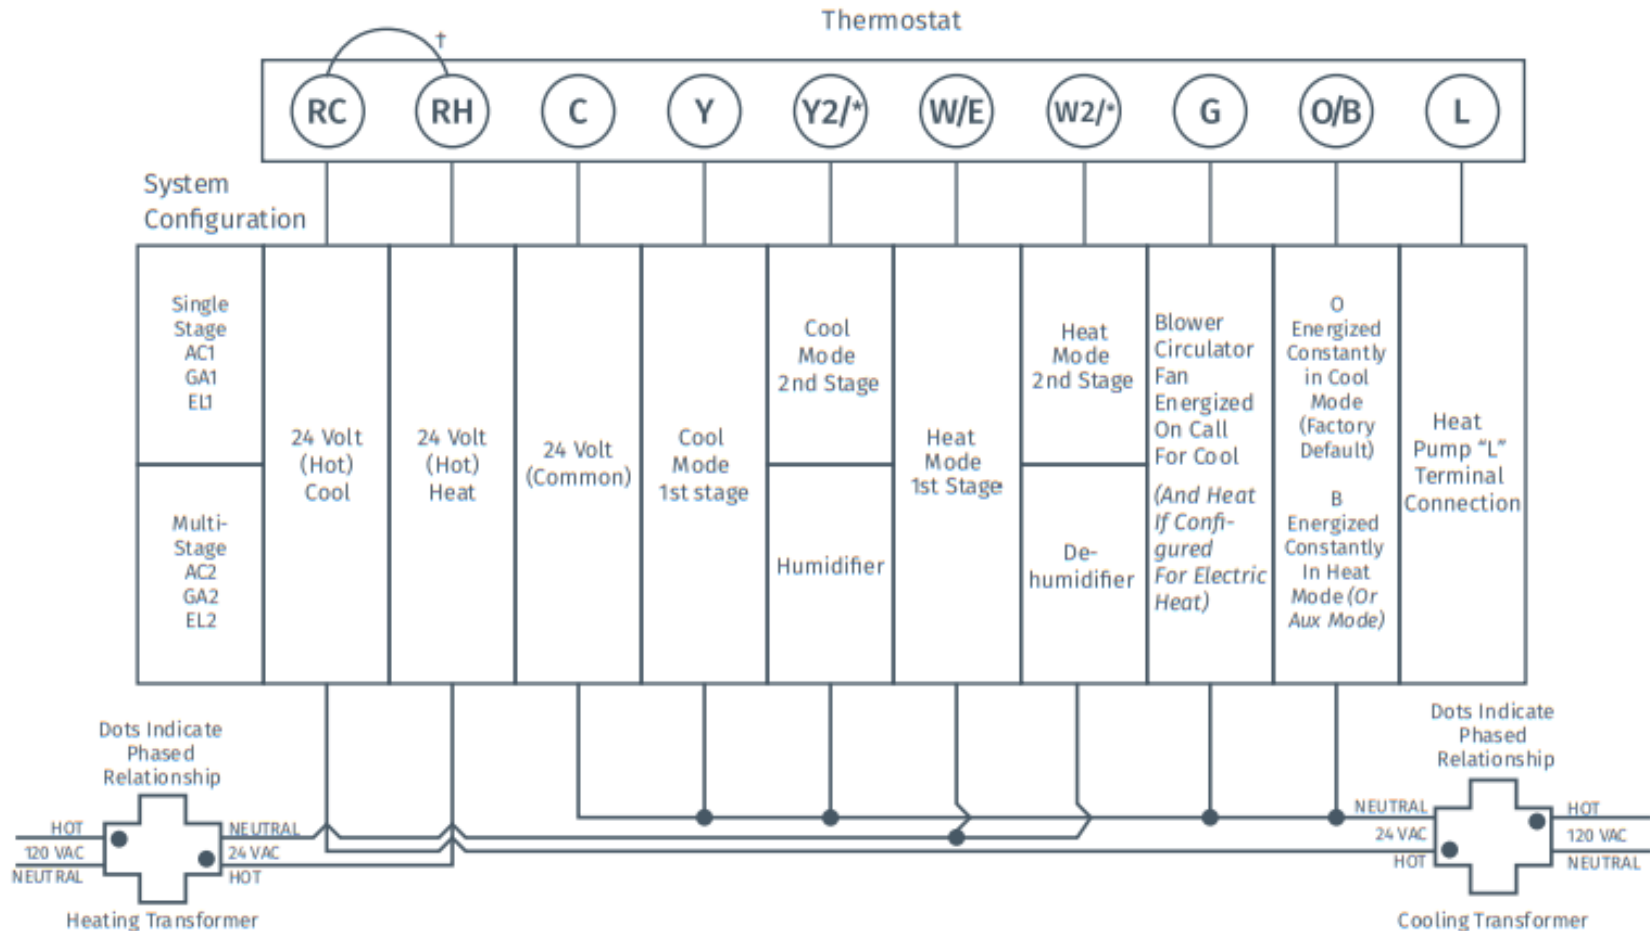 Thermostat
†
RC
RH
C
Y
Y2/*
W/E
W2/*
G
O/B
L
System
Configuration
Single
Stage
AC1
GA1
EL1
Multi-
Stage
AC2
GA2
EL2
24 Volt
(Hot)
Cool
24 Volt
(Hot)
Heat
24 Volt
(Common)
Cool
Mode
1st stage
Cool
Mode
2nd Stage
Humidifier
Heat
Mode
1st Stage
Heat
Mode
2nd Stage
De-
humidifier
Blower
Circulator
Fan
Energized
On Call
For Cool
(And Heat
If Confi-
gured
For Electric
Heat)
O
Energized
Constantly
in Cool
Mode
(Factory
Default)
B
Energized
Constantly
In Heat
Mode (Or
Aux Mode)
Heat
Pump “L”
Terminal
Connection
Dots Indicate
Phased
Relationship
HOT
120 VAC
NEUTRAL
NEUTRAL
24 VAC
HOT
Heating Transformer
Dots Indicate
Phased
Relationship
NEUTRAL
24 VAC
HOT
HOT
120 VAC
NEUTRAL
Cooling Transformer